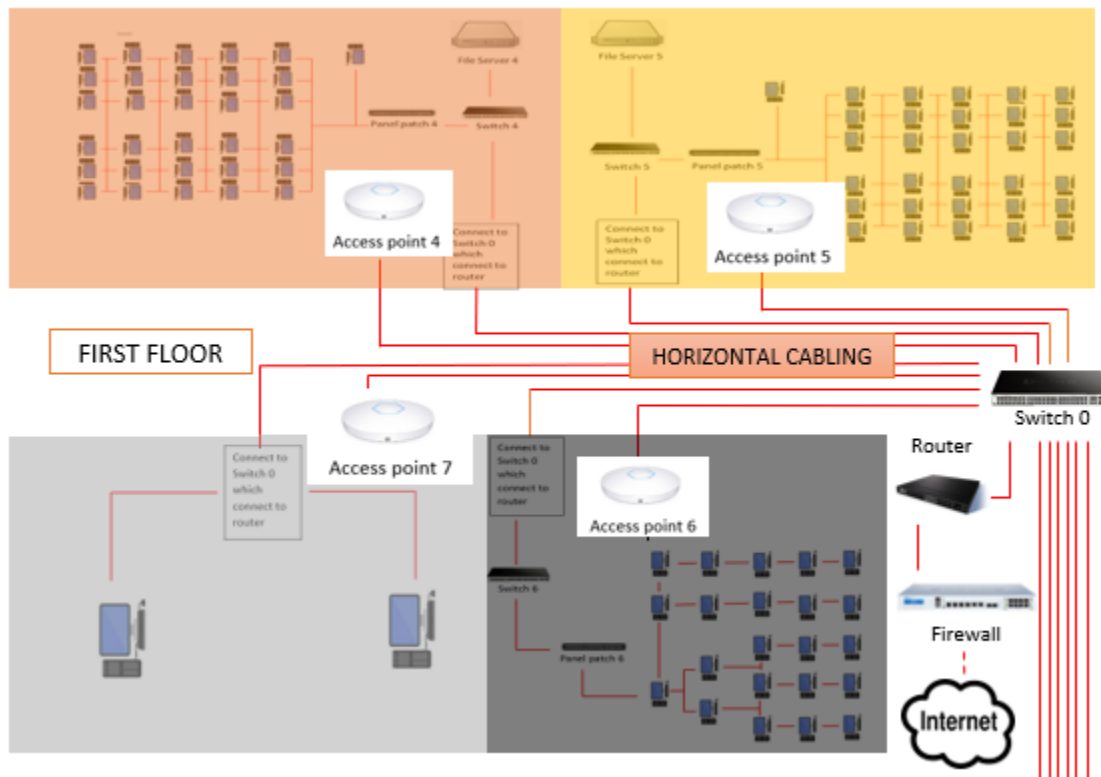 File Server 4
File Server 5
Panel patch 4
Switch 4
Switch 5
Panel patch 5
Access point 4
Connect to
Switch 0
which
connect to
router
Connect to
Switch 0
which
connect to
router
Access point 5
FIRST FLOOR
HORIZONTAL CABLING
Switch 0
Router
Connect to
Switch 0
which
connect to
router
Access point 7
Connect to
Switch 0
which
connect to
router
Access point 6
Switch 6
Panel patch 6
Firewall
Internet